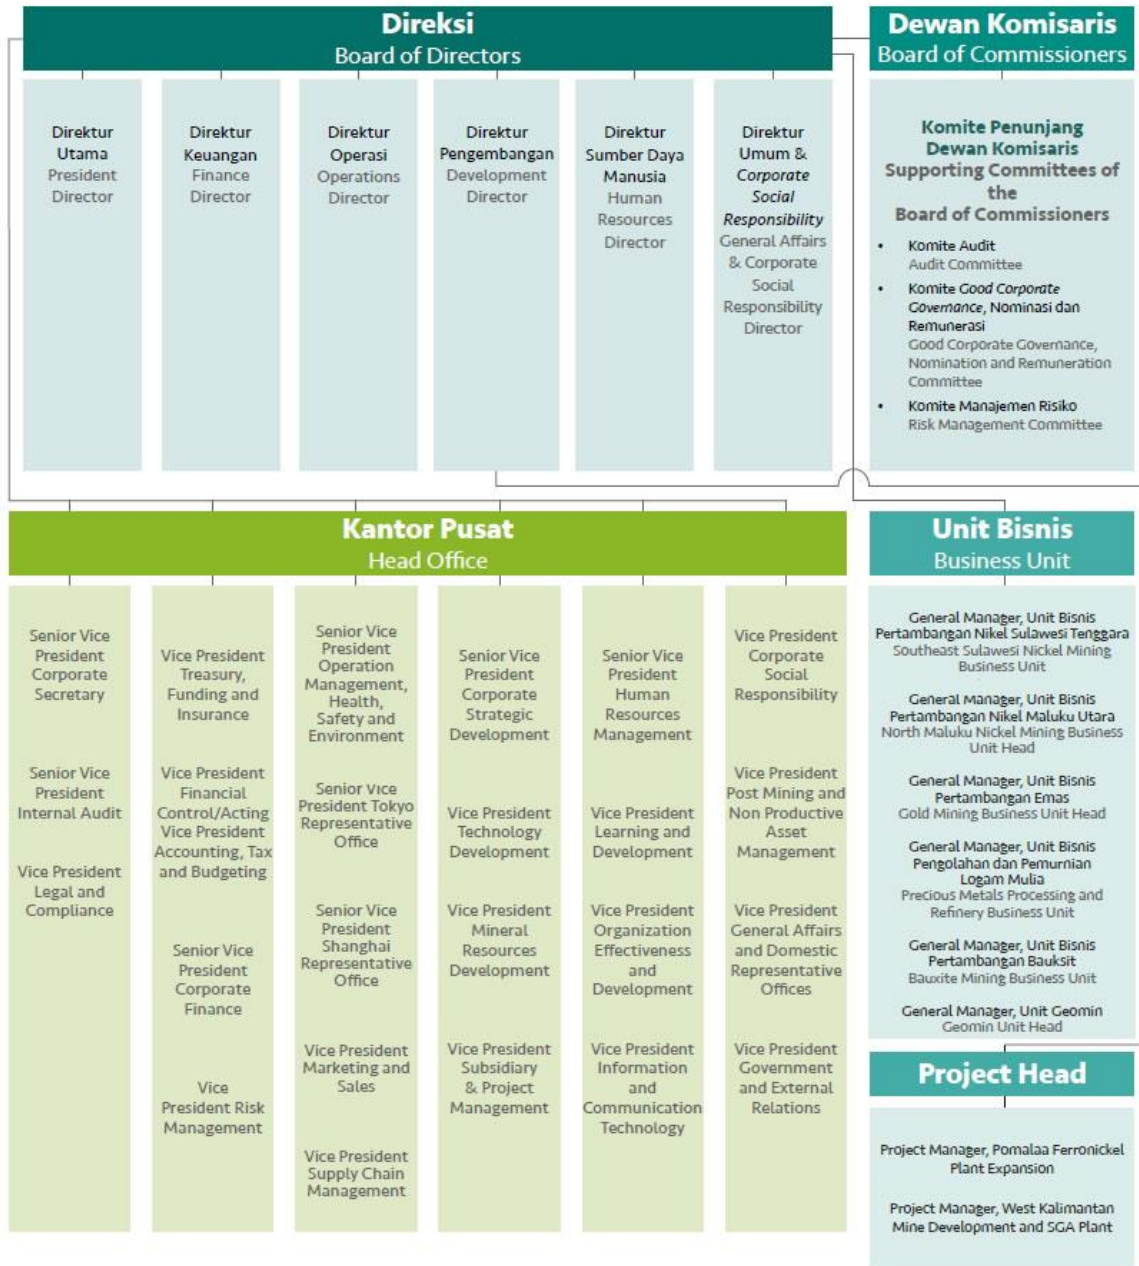 Direksi
Board of Directors
Dewan Komisaris
Board of Commissioners
Direktur
Utama
President
Director
Direktur
Keuangan
Finance
Director
Direktur
Operasi
Operations
Director
Direktur
Pengembangan
Development
Director
Direktur
Sumber Daya
Manusia
Human
Resources
Director
Direktur
Umum &
Corporate
Social
Responsibility
General Affairs
& Corporate
Social
Responsibility
Director
Komite Penunjang
Dewan Komisaris
Supporting Committees of
the
Board of Commissioners
• Komite Audit
Audit Committee
• Komite Good Corporate
Governance, Nominasi dan
Remunerasi
Good Corporate Governance,
Nomination and Remuneration
Committee
• Komite Manajemen Risiko
Risk Management Committee
Kantor Pusat
Head Office
Senior Vice
President
Corporate
Secretary
Senior Vice
President
Internal Audit
Vice President
Legal and
Compliance
Vice President
Treasury,
Funding and
Insurance
Vice President
Financial
Control/Acting
Vice President
Accounting, Tax
and Budgeting
Senior Vice
President
Corporate
Finance
Vice
President Risk
Management
Senior Vice
President
Operation
Management,
Health,
Safety and
Environment
Senior Vice
President Tokyo
Representative
Office
Senior Vice
President
Shanghai
Representative
Office
Vice President
Marketing and
Sales
Vice President
Supply Chain
Management
Senior Vice
President
Corporate
Strategic
Development
Vice President
Technology
Development
Vice President
Mineral
Resources
Development
Vice President
Subsidiary
& Project
Management
Senior Vice
President
Human
Resources
Management
Vice President
Learning and
Development
Vice President
Organization
Effectiveness
and
Development
Vice President
Information
and
Communication
Technology
Vice President
Corporate
Social
Responsibility
Vice President
Post Mining and
Non Productive
Asset
Management
Vice President
General Affairs
and Domestic
Representative
Offices
Vice President
Government
and External
Relations
Unit Bisnis
Business Unit
General Manager, Unit Bisnis
Pertambangan Nikel Sulawesi Tenggara
Southeast Sulawesi Nickel Mining
Business Unit
General Manager, Unit Bisnis
Pertambangan Nikel Maluku Utara
North Maluku Nickel Mining Business
Unit Head
General Manager, Unit Bisnis
Pertambangan Emas
Gold Mining Business Unit Head
General Manager, Unit Bisnis
Pengolahan dan Pemurnian
Logam Mulia
Precious Metals Processing and
Refinery Business Unit
General Manager, Unit Bisnis
Pertambangan Bauksit
Bauxite Mining Business Unit
General Manager, Unit Geomin
Geomin Unit Head
Project Head
Project Manager, Pomalaa Ferronickel
Plant Expansion
Project Manager, West Kalimantan
Mine Development and SGA Plant